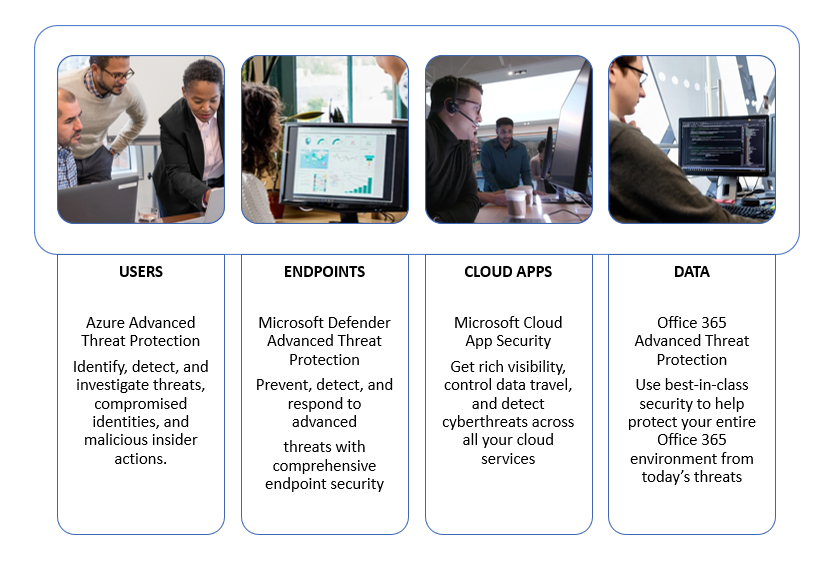 USERS
Azure Advanced
Threat Protection
Identify, detect, and
investigate threats,
compromised
identities, and
malicious insider
actions.
ENDPOINTS
Microsoft Defender
Advanced Threat
Protection
Prevent, detect, and
respond to
advanced
threats with
comprehensive
endpoint security
CLOUD APPS
Microsoft Cloud
App Security
Get rich visibility,
control data travel,
and detect
cyberthreats across
all your cloud
services
DATA
Office 365
Advanced Threat
Protection
Use best-in-class
security to help
protect your entire
Office 365
environment from
today’s threats